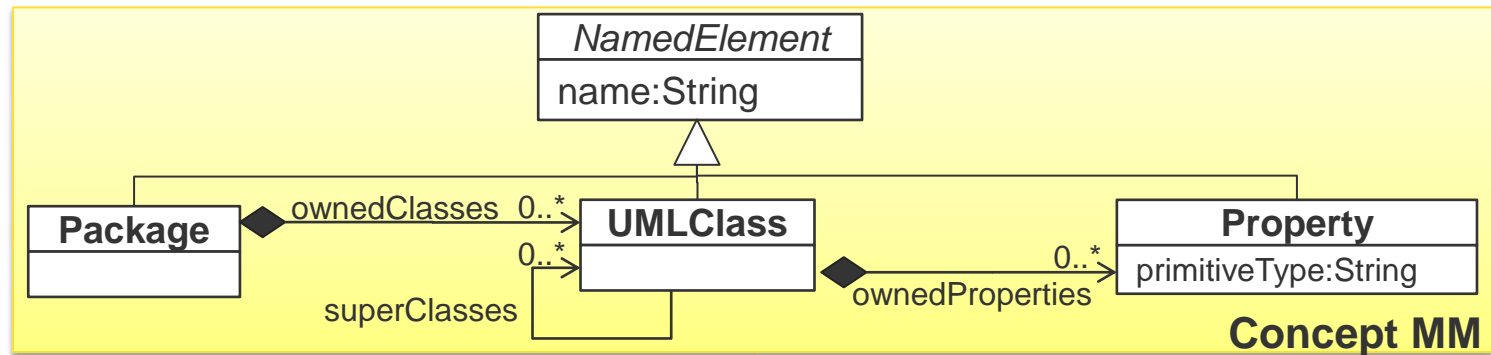 NamedElement
name:String
Package
ownedClasses 0..*
UMLClass
0..*
superClasses
0..*
ownedProperties
Property
primitiveType:String
Concept MM